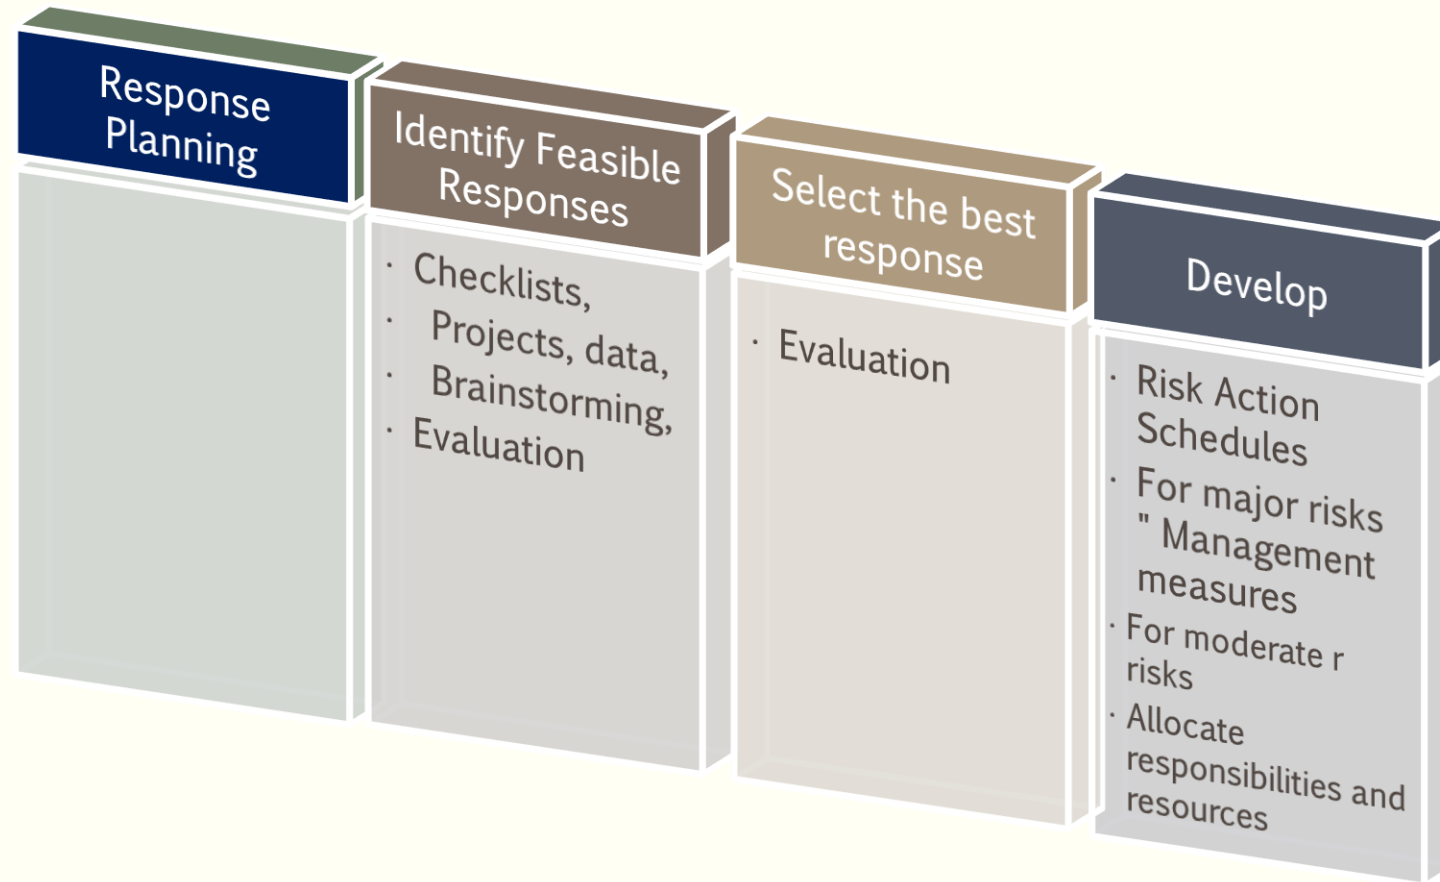 Response
Planning
Identify Feasible
Responses
· Checklists,
· Projects, data,
· Brainstorming,
· Evaluation
Select the best
response
· Evaluation
Develop
· Risk Action
Schedules
· For major risks
" Management
measures
· For moderate r
risks
· Allocate
responsibilities and
resources